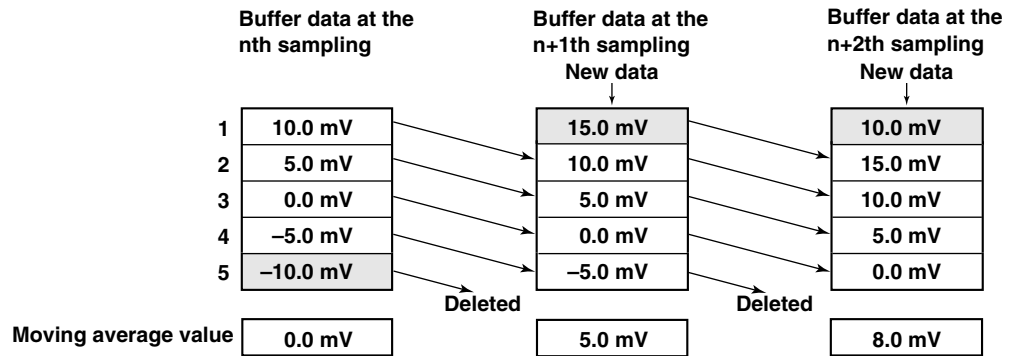 Buffer data at the
nth sampling
Buffer data at the
n+1th sampling
New data
Buffer data at the
n+2th sampling
New data
1 10.0 mV 15.0 mV 10.0 mV
2 5.0 mV 10.0 mV 15.0 mV
3 0.0 mV 5.0 mV 10.0 mV
4 –5.0 mV 0.0 mV 5.0 mV
5 –10.0 mV –5.0 mV 0.0 mV
Deleted Deleted
Moving average value 0.0 mV 5.0 mV 8.0 mV